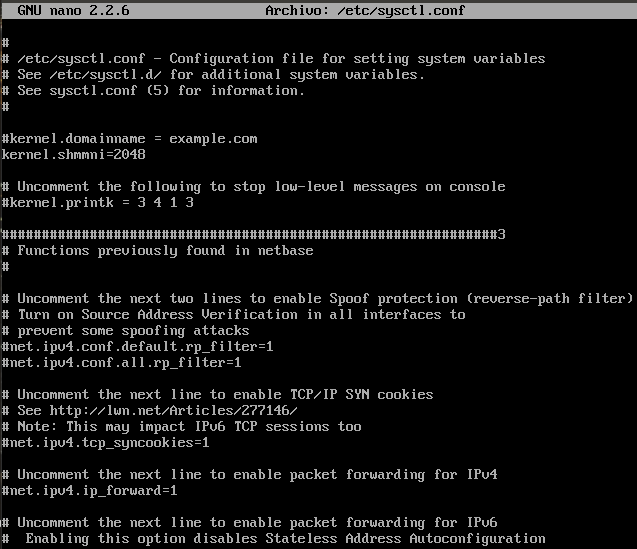 GNU nano 2.2.6 Archivo: /etc/sysctl.conf
#
# /etc/sysctl.conf - Configuration file for setting system variables
# See /etc/sysctl.d/ for additional system variables.
# See sysctl.conf (5) for information.
#
#kernel.domainname = example.com
kernel.shmmni=2048
# Uncomment the following to stop low-level messages on console
#kernel.printk = 3 4 1 3
##############################################################3
# Functions previously found in netbase
#
# Uncomment the next two lines to enable Spoof protection (reverse-path filter)
# Turn on Source Address Verification in all interfaces to
# prevent some spoofing attacks
#net.ipv4.conf.default.rp_filter=1
#net.ipv4.conf.all.rp_filter=1
# Uncomment the next line to enable TCP/IP SYN cookies
# See http://lwn.net/Articles/277146/
# Note: This may impact IPv6 TCP sessions too
#net.ipv4.tcp_syncookies=1
# Uncomment the next line to enable packet forwarding for IPv4
#net.ipv4.ip_forward=1
# Uncomment the next line to enable packet forwarding for IPv6
#  Enabling this option disables Stateless Address Autoconfiguration